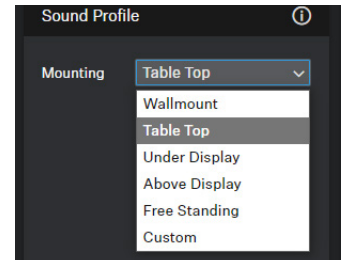 Sound Profile
Mounting Table Top
Wallmount
Table Top
Under Display
Above Display
Free Standing
Custom